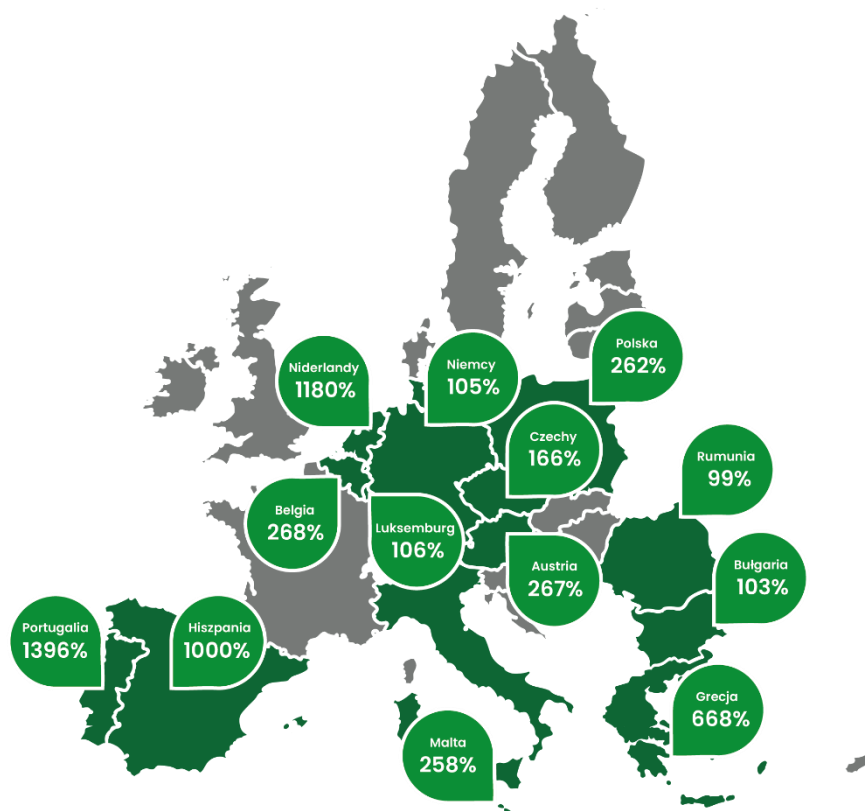 Polska
262%
Niemcy
105%
Niderlandy
1180%
Czechy
166%
Rumunia
99%
Belgia
268%
Luksemburg
106%
Austria
267%
Bułgaria
103%
Portugalia
1396%
Hiszpania
1000%
Grecja
668%
Malta
258%